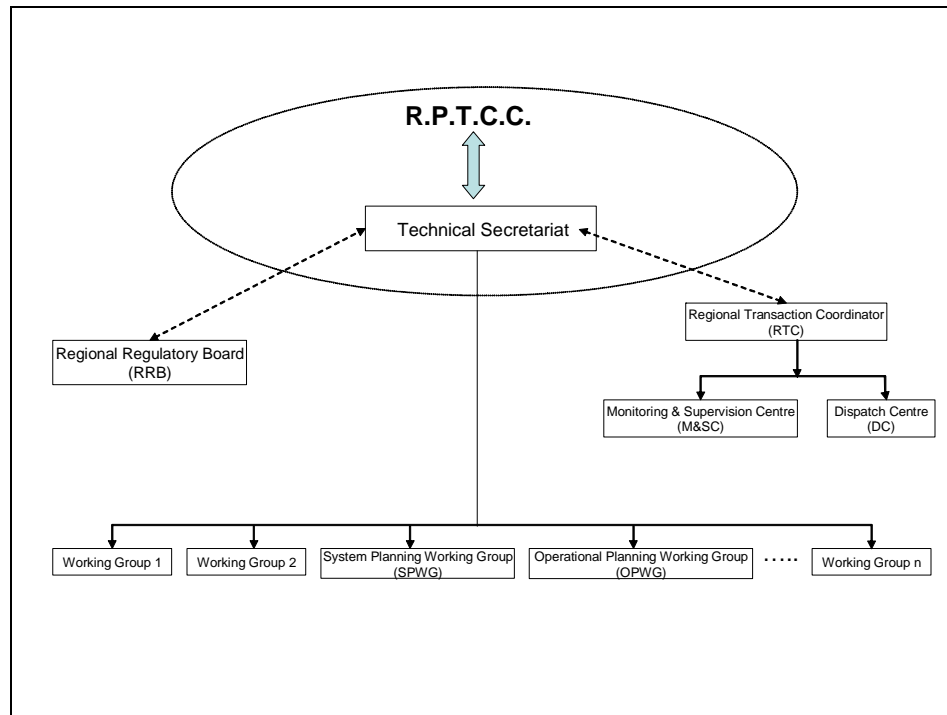 R.P.T.C.C.
Technical Secretariat
Regional Transaction Coordinator
(RTC)
Regional Regulatory Board
(RRB)
Monitoring & Supervision Centre
(M&SC)
Dispatch Centre
(DC)
Working Group 1
Working Group 2
System Planning Working Group
(SPWG)
Operational Planning Working Group
(OPWG)
.....
Working Group n